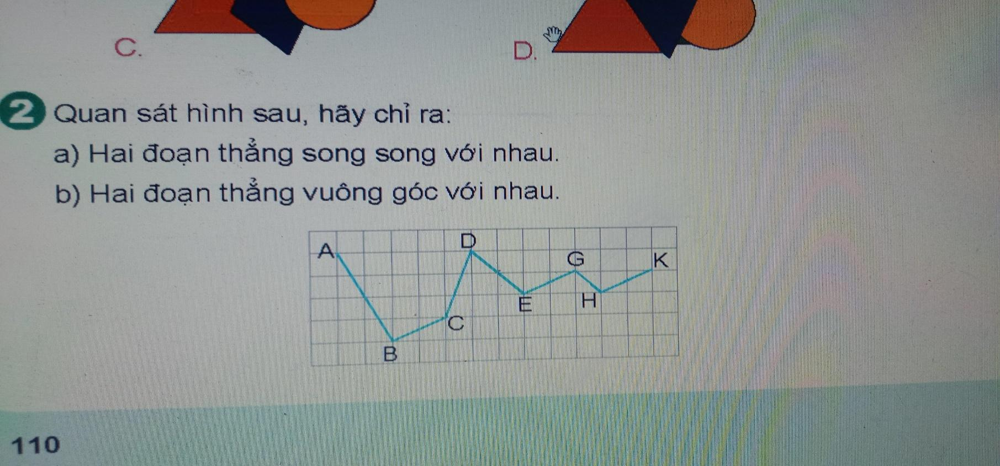 C.
D.
2 Quan sát hình sau, hãy chỉ ra:
a) Hai đoạn thẳng song song với nhau.
b) Hai đoạn thẳng vuông góc với nhau.
A
D
G
K
E
H
C
B
110